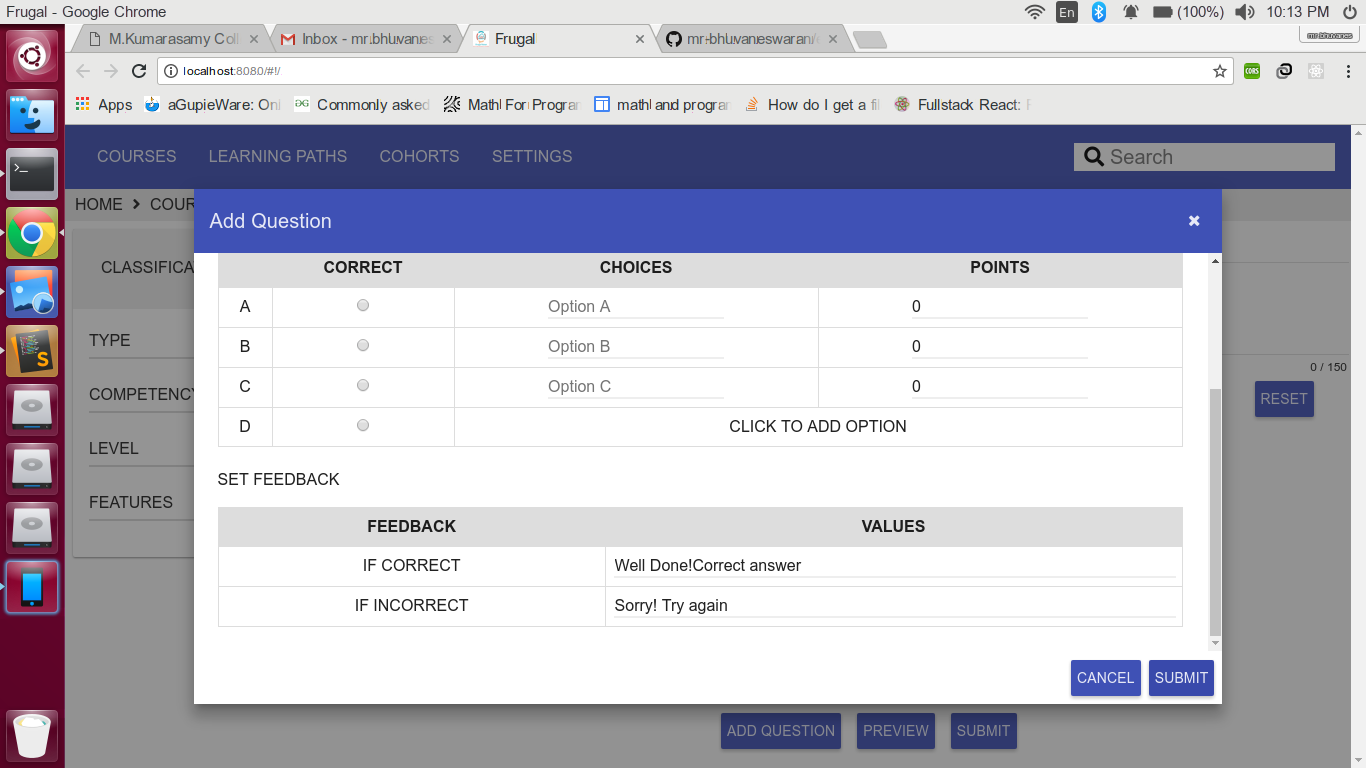 Frugal - Google Chrome
En
(100%)
10:13 PM
M.Kumarasamy Coll
Inbox - mr.bhuvanes
Frugal
mr-bhuvaneswaran/
mr-bhuvanes
localhost:8080/#!/
CORS
Apps
aGupieWare: Onl
Commonly asked
Math ForProgran
math and program
How do I get a fil
Fullstack React: F
COURSES
LEARNING PATHS
COHORTS
SETTINGS
Search
HOME
COUR
Add Question
CLASSIFICA
CORRECT
CHOICES
POINTS
A
Option A
0
TYPE
B
Option B
0
0 / 150
COMPETENCY
C
Option C
0
RESET
D
CLICK TO ADD OPTION
LEVEL
SET FEEDBACK
FEATURES
FEEDBACK
VALUES
IF CORRECT
Well Done!Correct answer
IF INCORRECT
Sorry! Try again
CANCEL
SUBMIT
ADD QUESTION
PREVIEW
SUBMIT